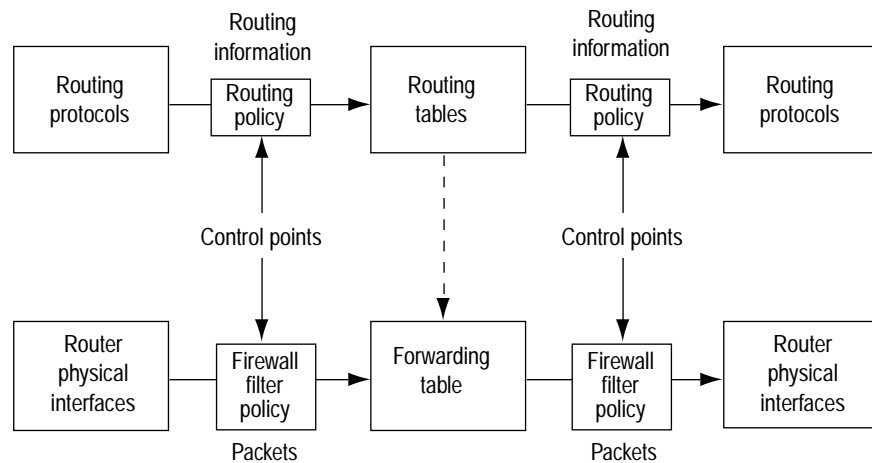 Routing
information
Routing
information
Routing
protocols
Routing
policy
Routing
tables
Routing
policy
Routing
protocols
Control points
Control points
Router
physical
interfaces
Firewall
filter
policy
Forwarding
table
Firewall
filter
policy
Router
physical
interfaces
Packets
Packets